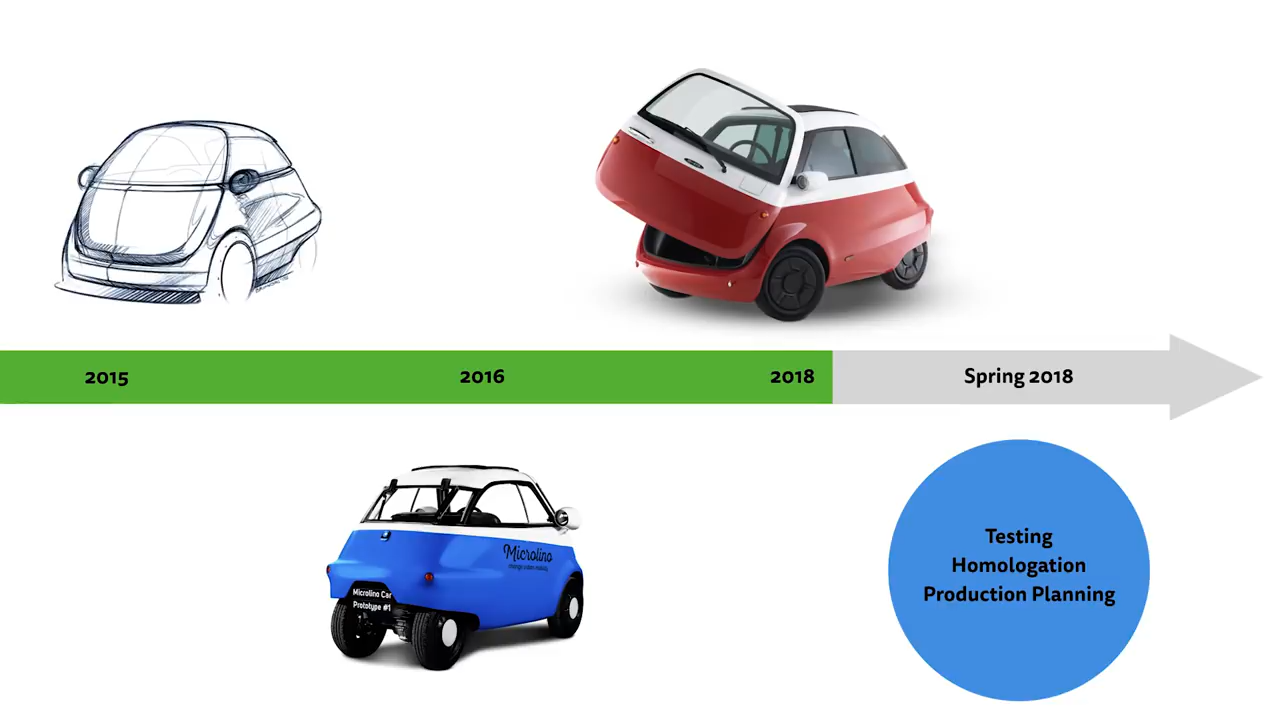 2015
2016
2018
Spring 2018
Microlino
Microlino Car
Prototype #1
Testing
Homologation
Production Planning